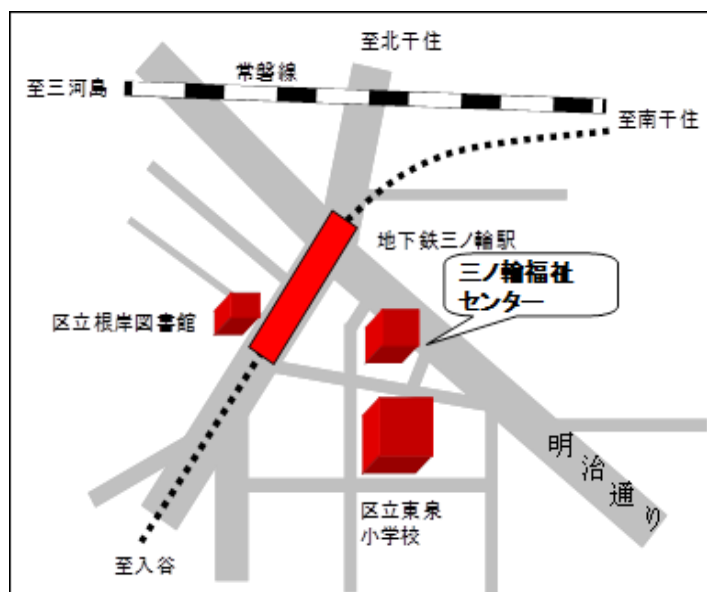 至北千住
常磐線
至三河島
至南千住
地下鉄三ノ輪駅
三ノ輪福祉
センター
区立根岸図書館
明治通り
区立東泉
小学校
至入谷